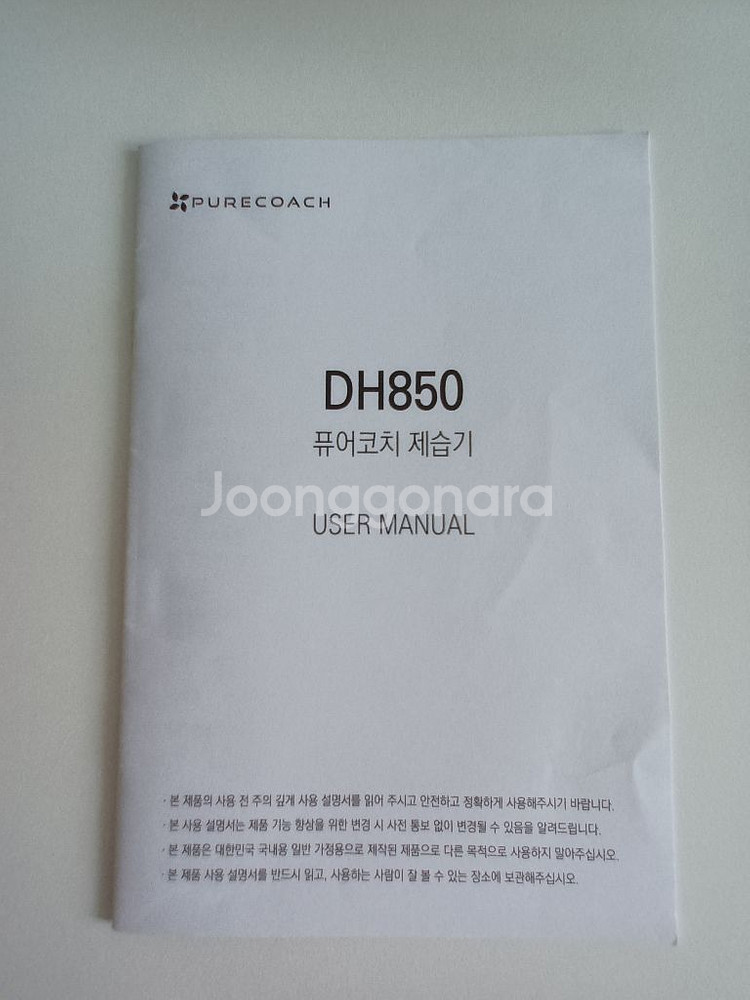 PURECOACH
DH850
퓨어코치 제습기
Joonggonara
USER MANUAL
· 본 제품의 사용 전 주의 깊게 사용 설명서를 읽어 주시고 안전하고 정확하게 사용해주시기 바랍니다.
· 본 사용 설명서는 제품 기능 향상을 위한 변경 시 사전 통보 없이 변경될 수 있음을 알려드립니다.
· 본 제품은 대한민국 국내용 일반 가정용으로 제작된 제품으로 다른 목적으로 사용하지 말아주십시오.
· 본 제품 사용 설명서를 반드시 읽고, 사용하는 사람이 잘 볼 수 있는 장소에 보관해주십시오.